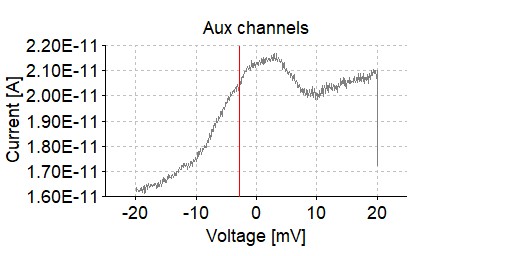 Aux channels
2.20E-11
2.10E-11
2.00E-11
1.90E-11
1.80E-11
1.70E-11
1.60E-11
Current [A]
-20 -10 0 10 20
Voltage [mV]